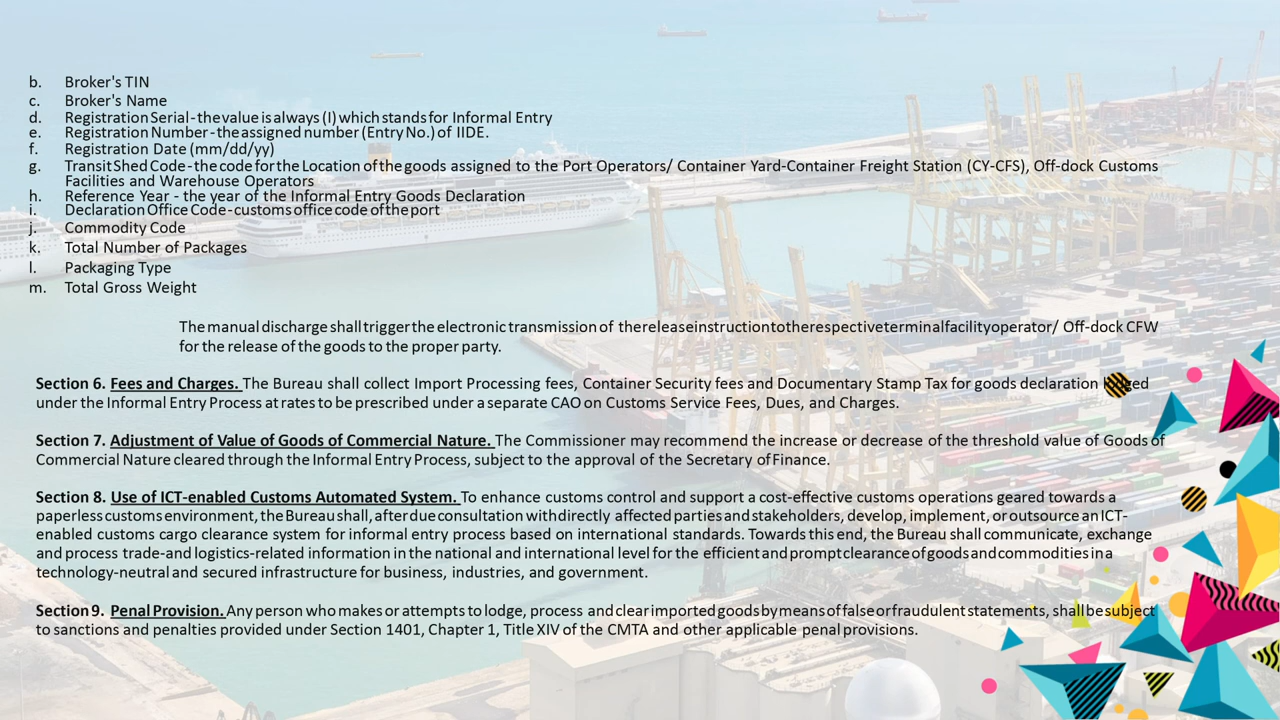 b. Broker's TIN
c. Broker's Name
d. Registration Serial - the value is always (I) which stands for Informal Entry
e. Registration Number - the assigned number (Entry No.) of IIDE.
f. Registration Date (mm/dd/yy)
g. Transit Shed Code - the code for the Location of the goods assigned to the Port Operators/ Container Yard-Container Freight Station (CY-CFS), Off-dock Customs
Facilities and Warehouse Operators
h. Reference Year - the year of the Informal Entry Goods Declaration
i. Declaration Office Code - customs office code of the port
j. Commodity Code
k. Total Number of Packages
l. Packaging Type
m. Total Gross Weight
The manual discharge shall trigger the electronic transmission of the release instruction to the respective terminal facility operator/ Off-dock CFW
for the release of the goods to the proper party.
Section 6. Fees and Charges. The Bureau shall collect Import Processing fees, Container Security fees and Documentary Stamp Tax for goods declaration lodged
under the Informal Entry Process at rates to be prescribed under a separate CAO on Customs Service Fees, Dues, and Charges.
Section 7. Adjustment of Value of Goods of Commercial Nature. The Commissioner may recommend the increase or decrease of the threshold value of Goods of
Commercial Nature cleared through the Informal Entry Process, subject to the approval of the Secretary of Finance.
Section 8. Use of ICT-enabled Customs Automated System. To enhance customs control and support a cost-effective customs operations geared towards a
paperless customs environment, the Bureau shall, after due consultation with directly affected parties and stakeholders, develop, implement, or outsource an ICT-
enabled customs cargo clearance system for informal entry process based on international standards. Towards this end, the Bureau shall communicate, exchange
and process trade-and logistics-related information in the national and international level for the efficient and prompt clearance of goods and commodities in a
technology-neutral and secured infrastructure for business, industries, and government.
Section 9. Penal Provision. Any person who makes or attempts to lodge, process and clear imported goods by means of false or fraudulent statements, shall be subject
to sanctions and penalties provided under Section 1401, Chapter 1, Title XIV of the CMTA and other applicable penal provisions.